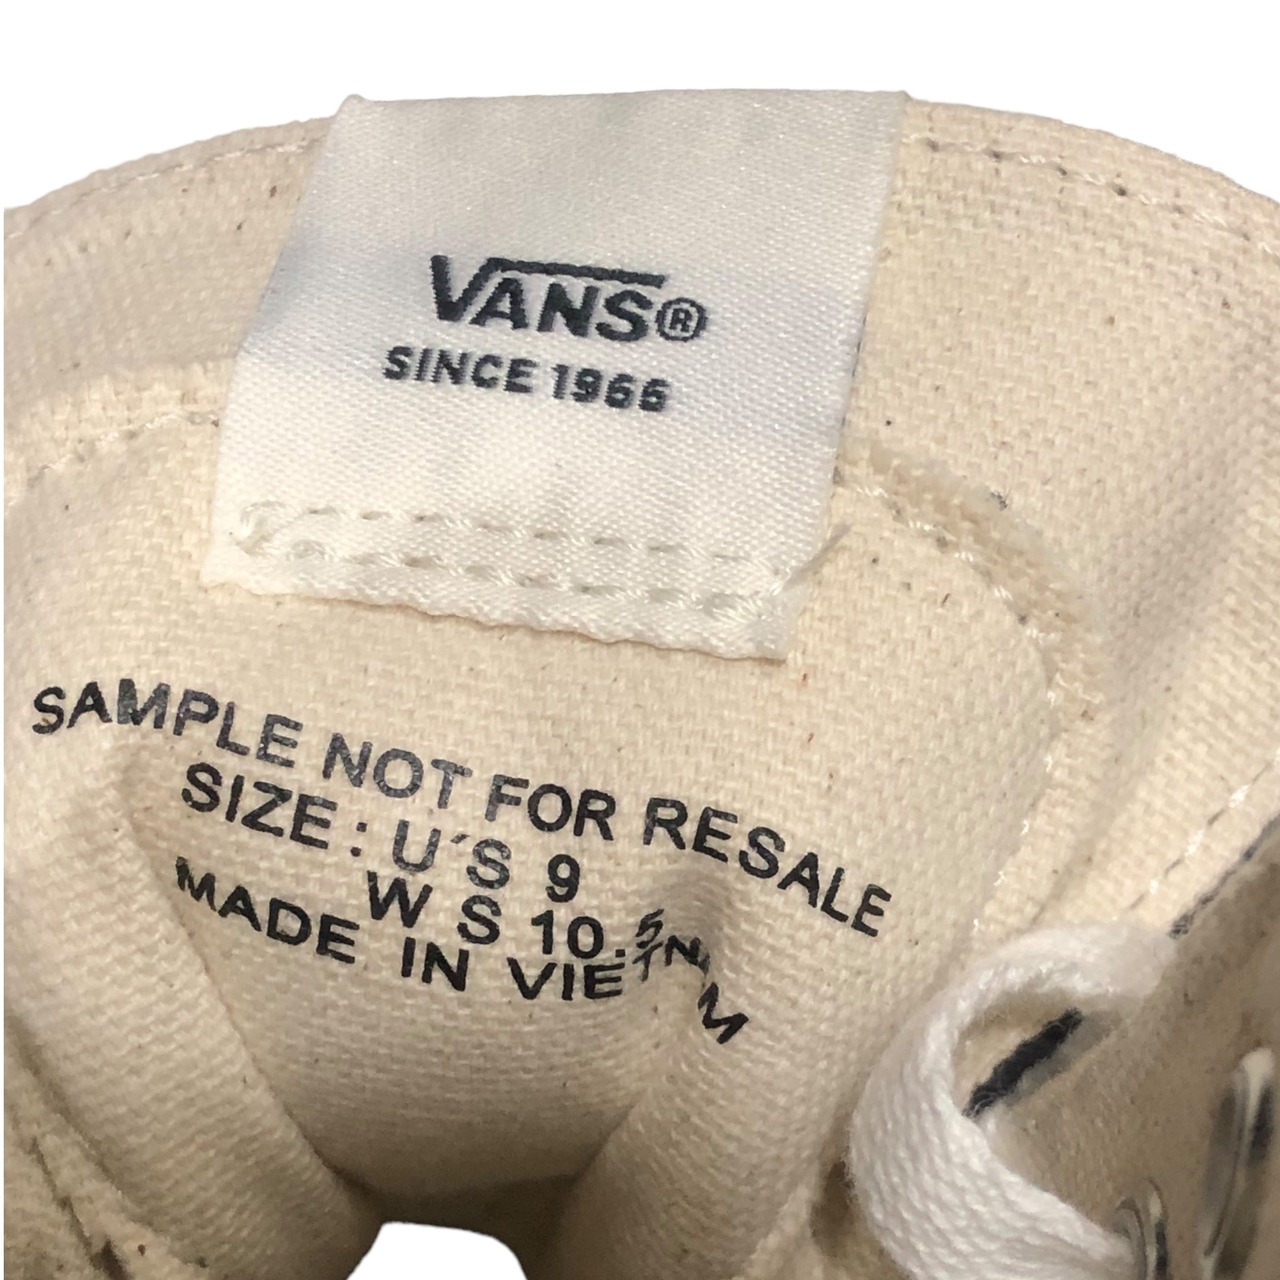 VANS®
SINCE 1966
SAMPLE NOT FOR RESALE
SIZE : U´S 9
W S 10.5
MADE IN VIETNAM